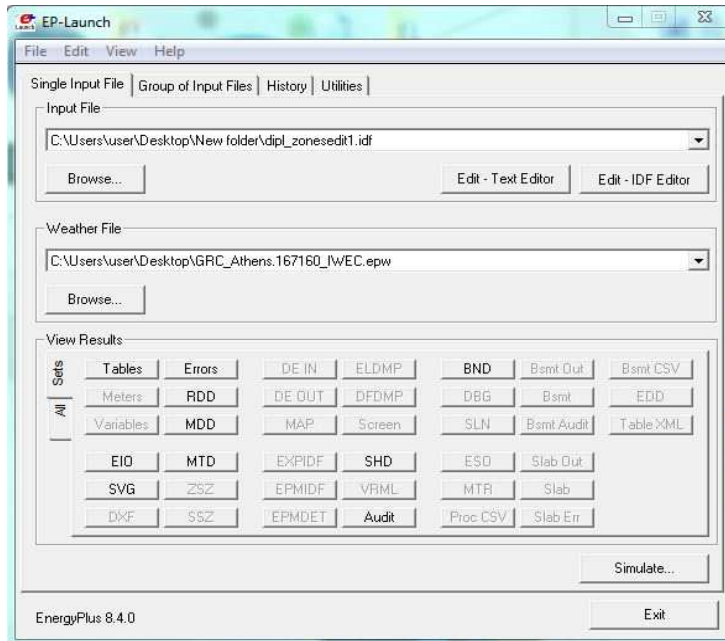 EP-Launch
File Edit View Help
Single Input File Group of Input Files History Utilities
Input File
C:\Users\user\Desktop\New folder\dipl_zonesedit1.idf
Browse... Edit - Text Editor Edit - IDF Editor
Weather File
C:\Users\user\Desktop\GRC_Athens.167160_IWEC.epw
Browse...
View Results
Sets
All
Tables Errors DE IN ELDMP BND Bsmt Out Bsmt CSV
Meters RDD DE OUT DFDMP DBG Bsmt EDD
Variables MDD MAP Screen SLN Bsmt Audit Table XML
EIO MTD EXPIDF SHD ESO Slab Out
SVG ZSZ EPMIDF VRML MTR Slab
DXF SSZ EPMDET Audit Proc CSV Slab Err
Simulate...
EnergyPlus 8.4.0 Exit